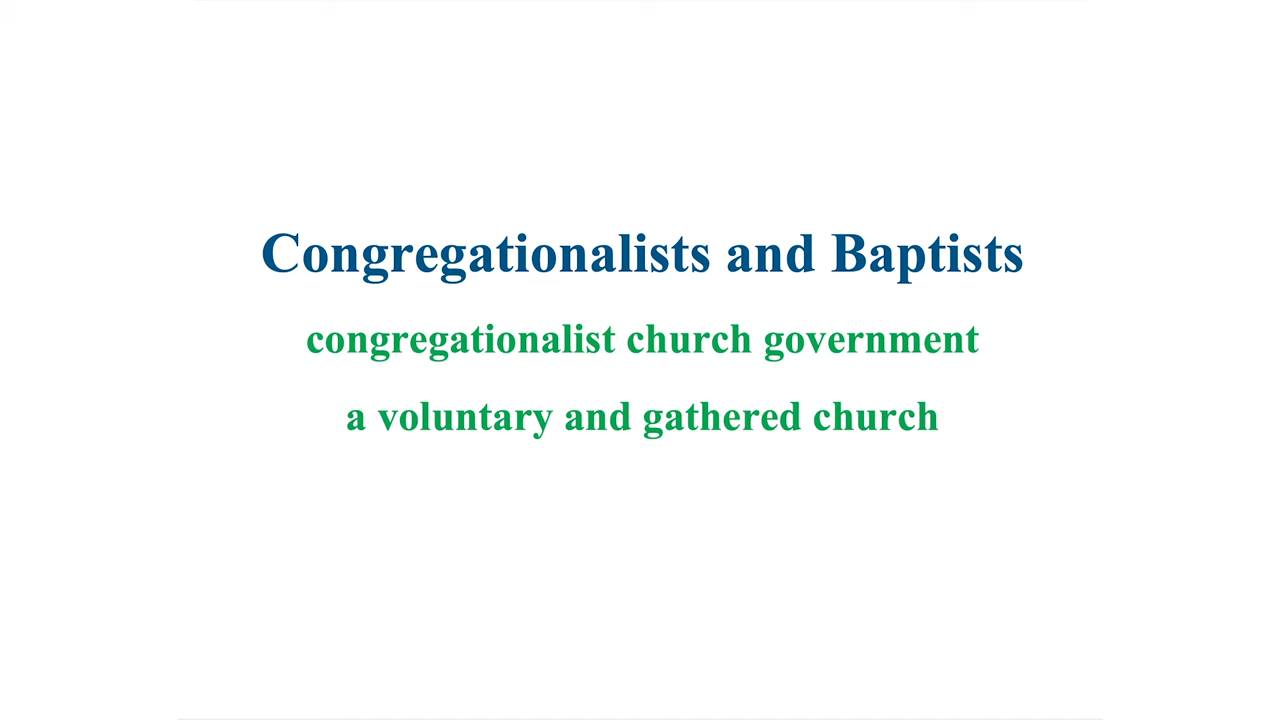 Congregationalists and Baptists
congregationalist church government
a voluntary and gathered church